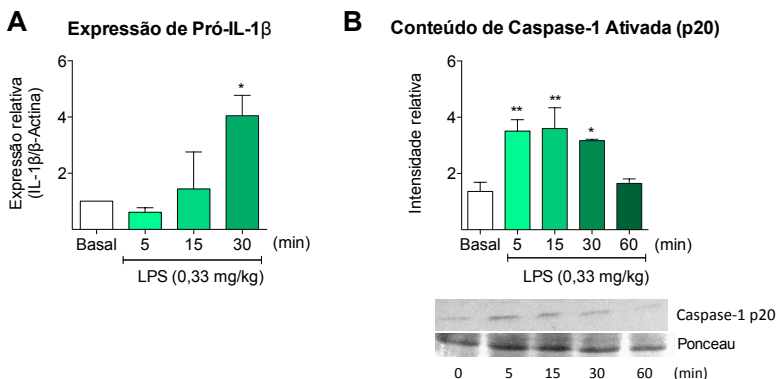 A
Expressão de Pró-IL-1β
Expressão relativa
(IL-1β/β-Actina)
6
4
2
*
Basal 5 15 30 (min)
LPS (0,33 mg/kg)
B
Conteúdo de Caspase-1 Ativada (p20)
Intensidade relativa
6
4
2
** ** *
Basal 5 15 30 60 (min)
LPS (0,33 mg/kg)
Caspase-1 p20
Ponceau
0 5 15 30 60 (min)